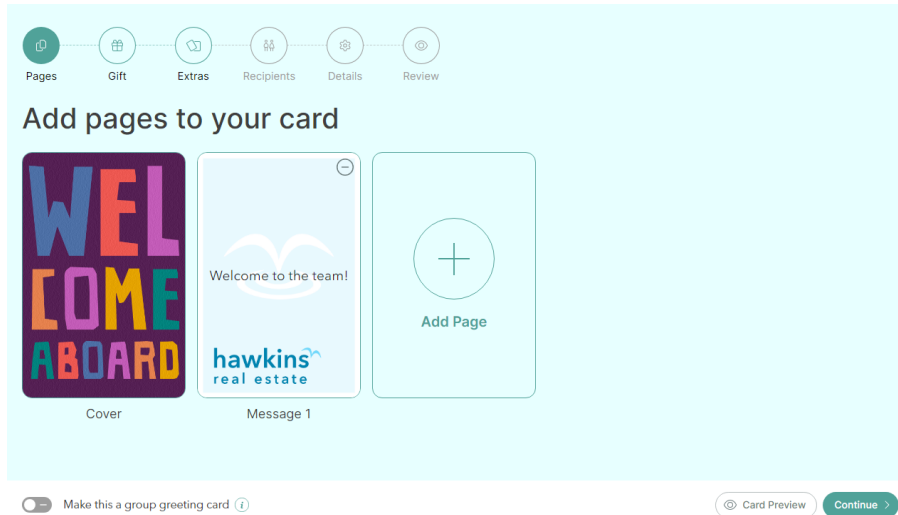 Pages Gift Extras Recipients Details Review
Add pages to your card
WEL
COME
ABOARD
Welcome to the team!
hawkins
real estate
Add Page
Cover
Message 1
Make this a group greeting card i
Card Preview
Continue >